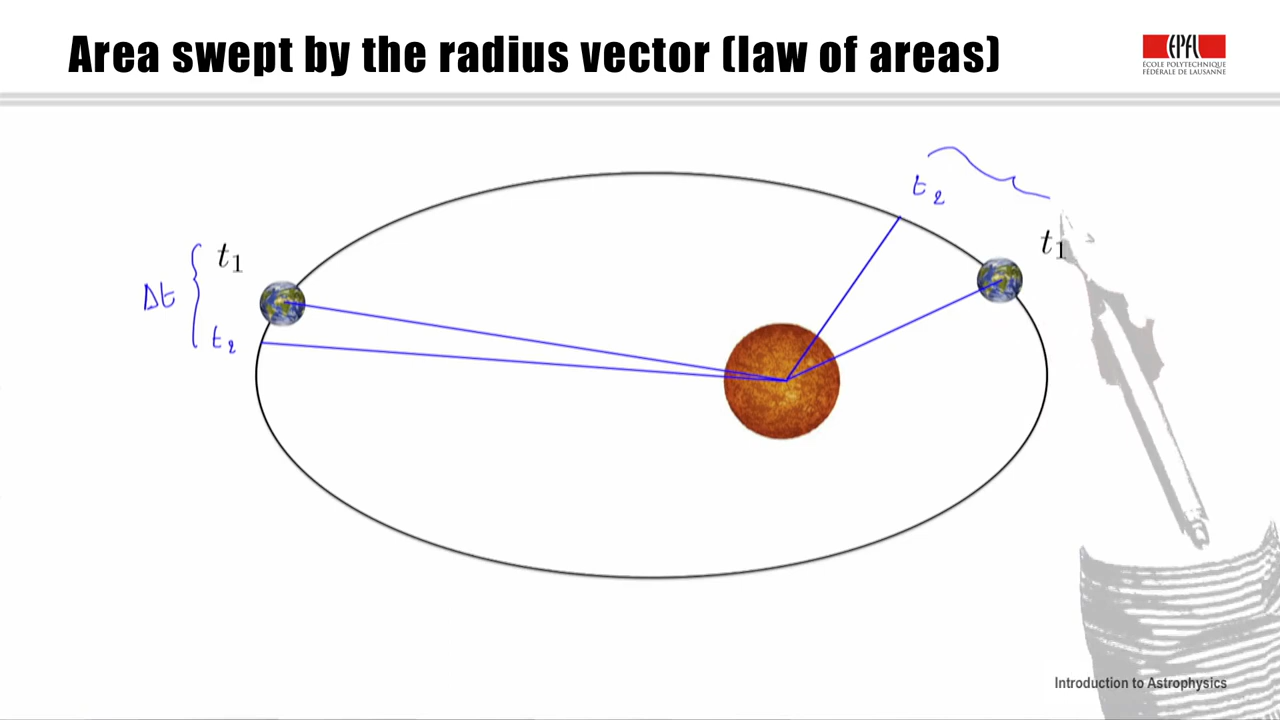 Area swept by the radius vector (law of areas)
EPFL
ÉCOLE POLYTECHNIQUE
FÉDÉRALE DE LAUSANNE
t₂
t₁
t₁
Δt
t₂
Introduction to Astrophysics